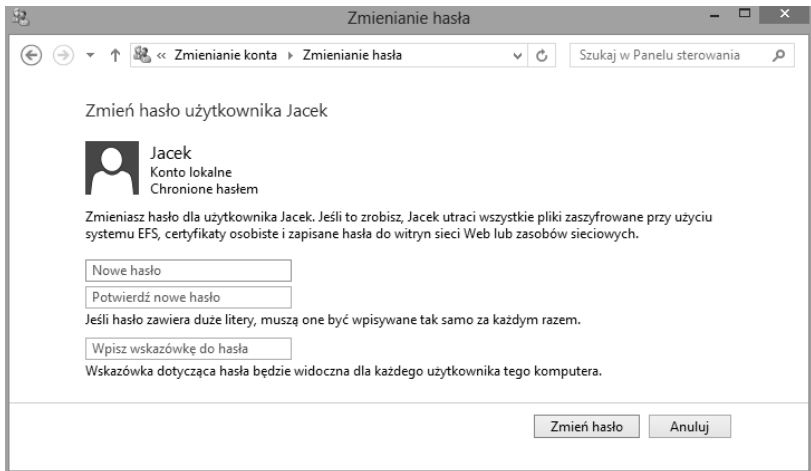 Zmienianie hasła
« Zmienianie konta ▸ Zmienianie hasła
Szukaj w Panelu sterowania
Zmień hasło użytkownika Jacek
Jacek
Konto lokalne
Chronione hasłem
Zmieniasz hasło dla użytkownika Jacek. Jeśli to zrobisz, Jacek utraci wszystkie pliki zaszyfrowane przy użyciu
systemu EFS, certyfikaty osobiste i zapisane hasła do witryn sieci Web lub zasobów sieciowych.
Nowe hasło
Potwierdź nowe hasło
Jeśli hasło zawiera duże litery, muszą one być wpisywane tak samo za każdym razem.
Wpisz wskazówkę do hasła
Wskazówka dotycząca hasła będzie widoczna dla każdego użytkownika tego komputera.
Zmień hasło Anuluj